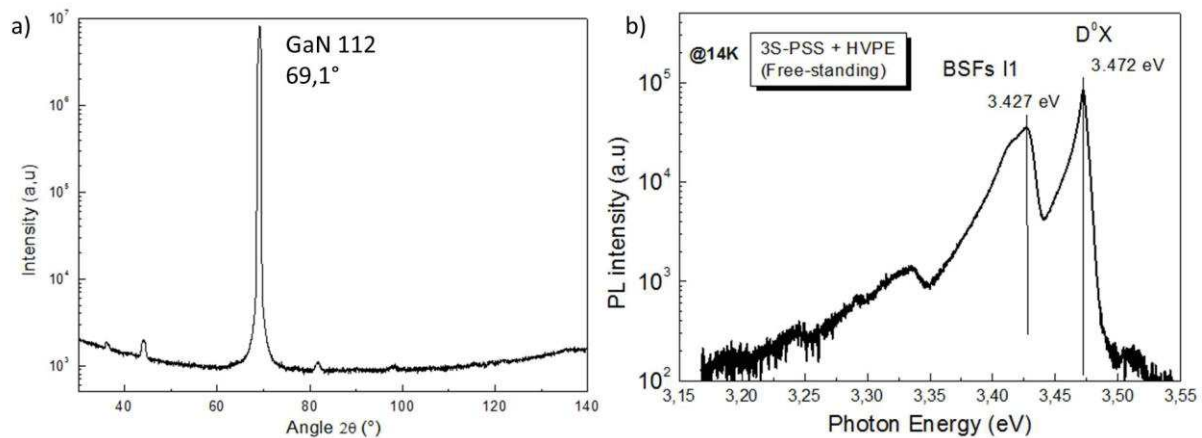 a)
10⁷
10⁶
10⁵
10⁴
10³
Intensity (a,u)
GaN 112
69,1°
40
60
80
100
120
140
Angle 2θ (°)
b)
@14K
3S-PSS + HVPE
(Free-standing)
D⁰X
3.472 eV
BSFs I1
3.427 eV
10⁵
10⁴
10³
10²
PL intensity (a.u)
3,15
3,20
3,25
3,30
3,35
3,40
3,45
3,50
3,55
Photon Energy (eV)